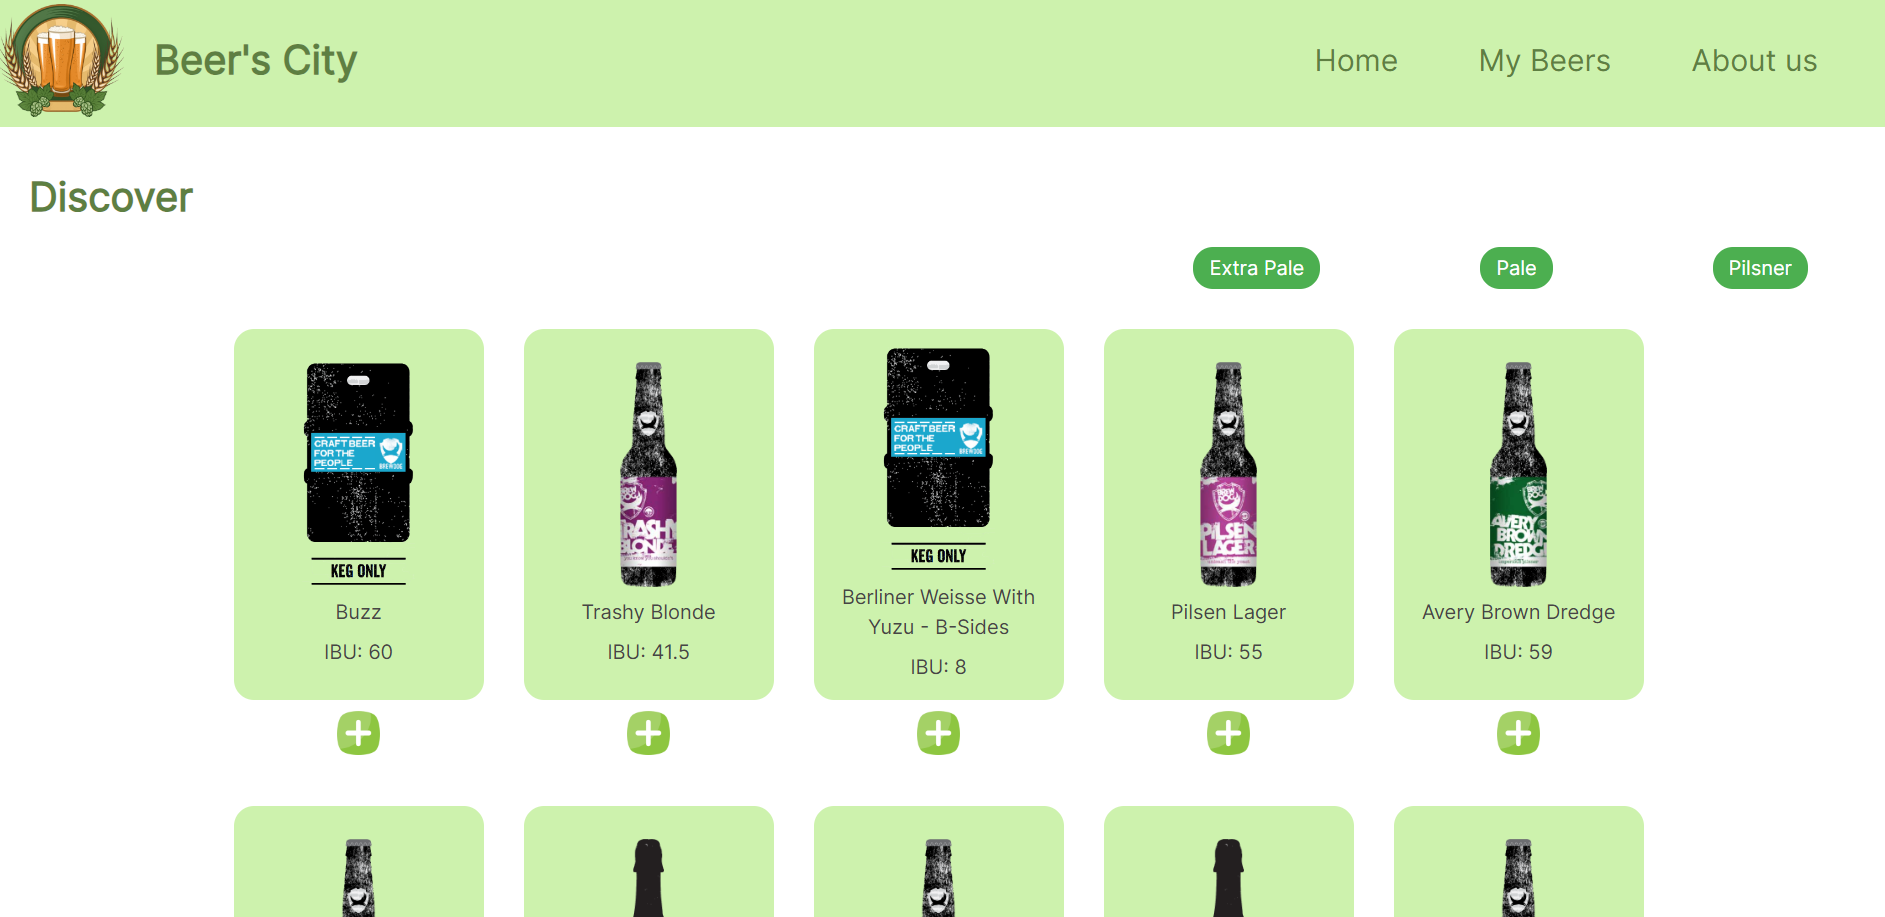 Beer's City
Home
My Beers
About us
Discover
Extra Pale
Pale
Pilsner
CRAFT BEER
FOR THE
PEOPLE
BREWDOG
KEG ONLY
Buzz
IBU: 60
TRASHY
BLONDE
Trashy Blonde
IBU: 41.5
CRAFT BEER
FOR THE
PEOPLE
BREWDOG
KEG ONLY
Berliner Weisse With
Yuzu - B-Sides
IBU: 8
BREW
DOG
PILSEN
LAGER
Pilsen Lager
IBU: 55
AVERY
BROWN
DREDGE
Avery Brown Dredge
IBU: 59